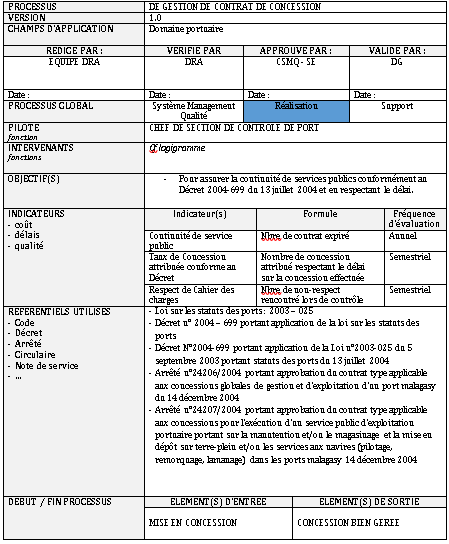 PROCESSUS DE GESTION DE CONTRAT DE CONCESSION
VERSION 1.0
CHAMPS D'APPLICATION Domaine portuaire
REDIGE PAR : VERIFIE PAR APPROUVE PAR : VALIDE PAR :
EQUIPE DRA DRA CSMQ- SE DG
Date : Date : Date : Date :
PROCESSUS GLOBAL Système Management Réalisation Support
Qualité
PILOTE CHEF DE SECTION DE CONTROLE DE PORT
fonction
INTERVENANTS Cf logigramme
fonctions
OBJECTIF(S) - Pour assurer la continuité de services publics conformément au
Décret 2004-699 du 13 juillet 2004 et en respectant le délai.
INDICATEURS Indicateur(s) Formule Fréquence
- coût d'évaluation
- délais Continuité de service Nbre de contrat expiré Annuel
- qualité public
Taux de Concession Nombre de concession Semestriel
attribuée conforme au attribué respectant le délai
Décret sur la concession effectuée
Respect de Cahier des Nbre de non-respect Semestriel
charges rencontré lors de contrôle
REFERENTIELS UTILISES - Loi sur les statuts des ports : 2003 – 025
- Code - Décret n° 2004 – 699 portant application de la loi sur les statuts des
- Décret ports
- Arrêté - Décret N°2004-699 portant application de la Loi n°2003-025 du 5
- Circulaire septembre 2003 portant statuts des ports du 13 juillet 2004
- Note de service - Arrêté n°24206/2004 portant approbation du contrat type applicable
- ... aux concessions globales de gestion et d'exploitation d'un port malagasy
du 14 décembre 2004
- Arrêté n°24207/2004 portant approbation du contrat type applicable
aux concessions pour l'exécution d'un service public d'exploitation
portuaire portant sur la manutention et/ou le magasinage et la mise en
dépôt sur terre-plein et/ou les services aux navires (pilotage,
remorquage, lamanage) dans les ports malagasy 14 décembre 2004
DEBUT / FIN PROCESSUS ELEMENT(S) D'ENTREE ELEMENT(S) DE SORTIE
MISE EN CONCESSION CONCESSION BIEN GEREE